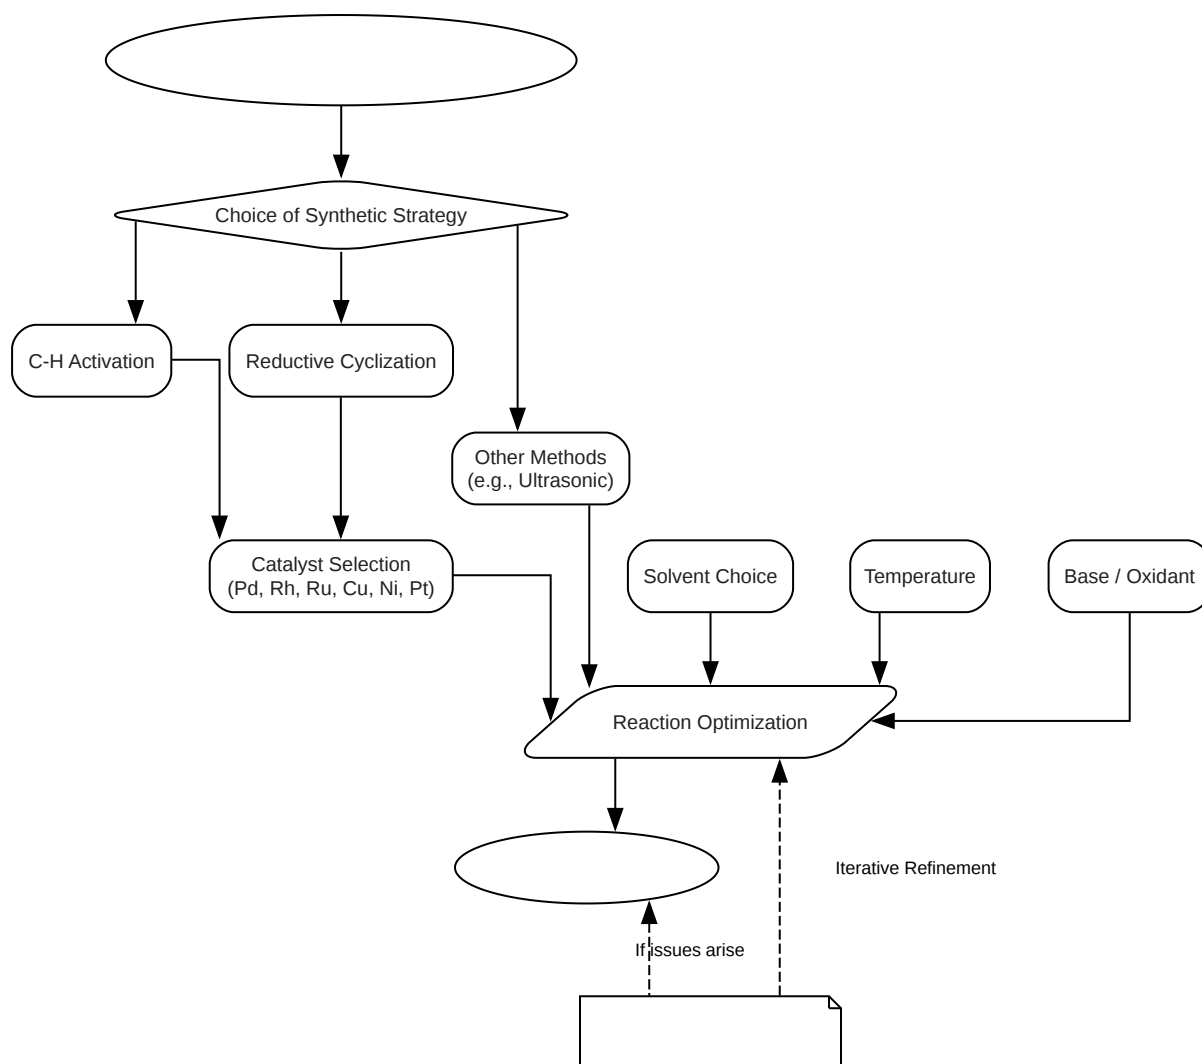 Choice of Synthetic Strategy
C-H Activation
Reductive Cyclization
Other Methods
(e.g., Ultrasonic)
Catalyst Selection
(Pd, Rh, Ru, Cu, Ni, Pt)
Solvent Choice
Temperature
Base / Oxidant
Reaction Optimization
Iterative Refinement
If issues arise